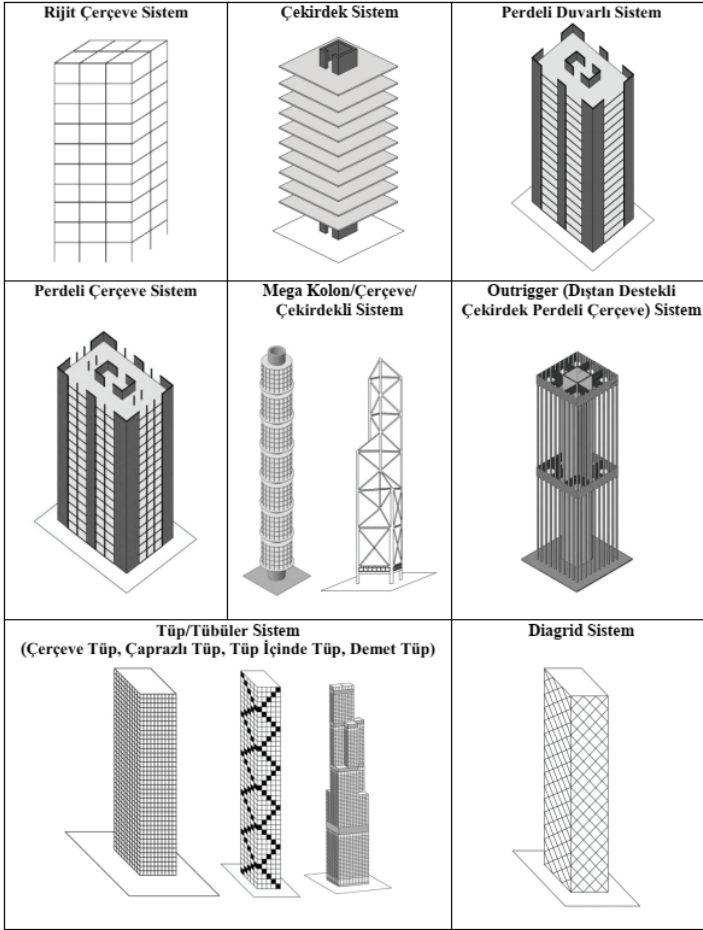 Rijit Çerçeve Sistem
Çekirdek Sistem
Perdeli Duvarlı Sistem
Perdeli Çerçeve Sistem
Mega Kolon/Çerçeve/
Çekirdekli Sistem
Outrigger (Dıştan Destekli
Çekirdek Perdeli Çerçeve) Sistem
Tüp/Tübüler Sistem
(Çerçeve Tüp, Çaprazlı Tüp, Tüp İçinde Tüp, Demet Tüp)
Diagrid Sistem